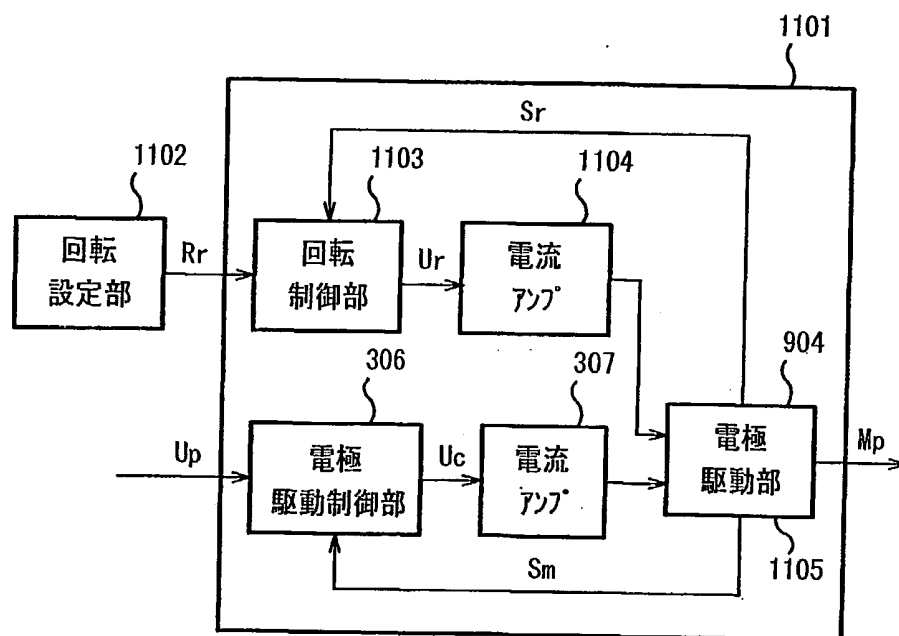 1101
Sr
1102
1103
1104
回転
設定部
Rr
回転
制御部
Ur
電流
アンプ
306
307
904
Up
電極
駆動制御部
Uc
電流
アンプ
電極
駆動部
Mp
Sm
1105